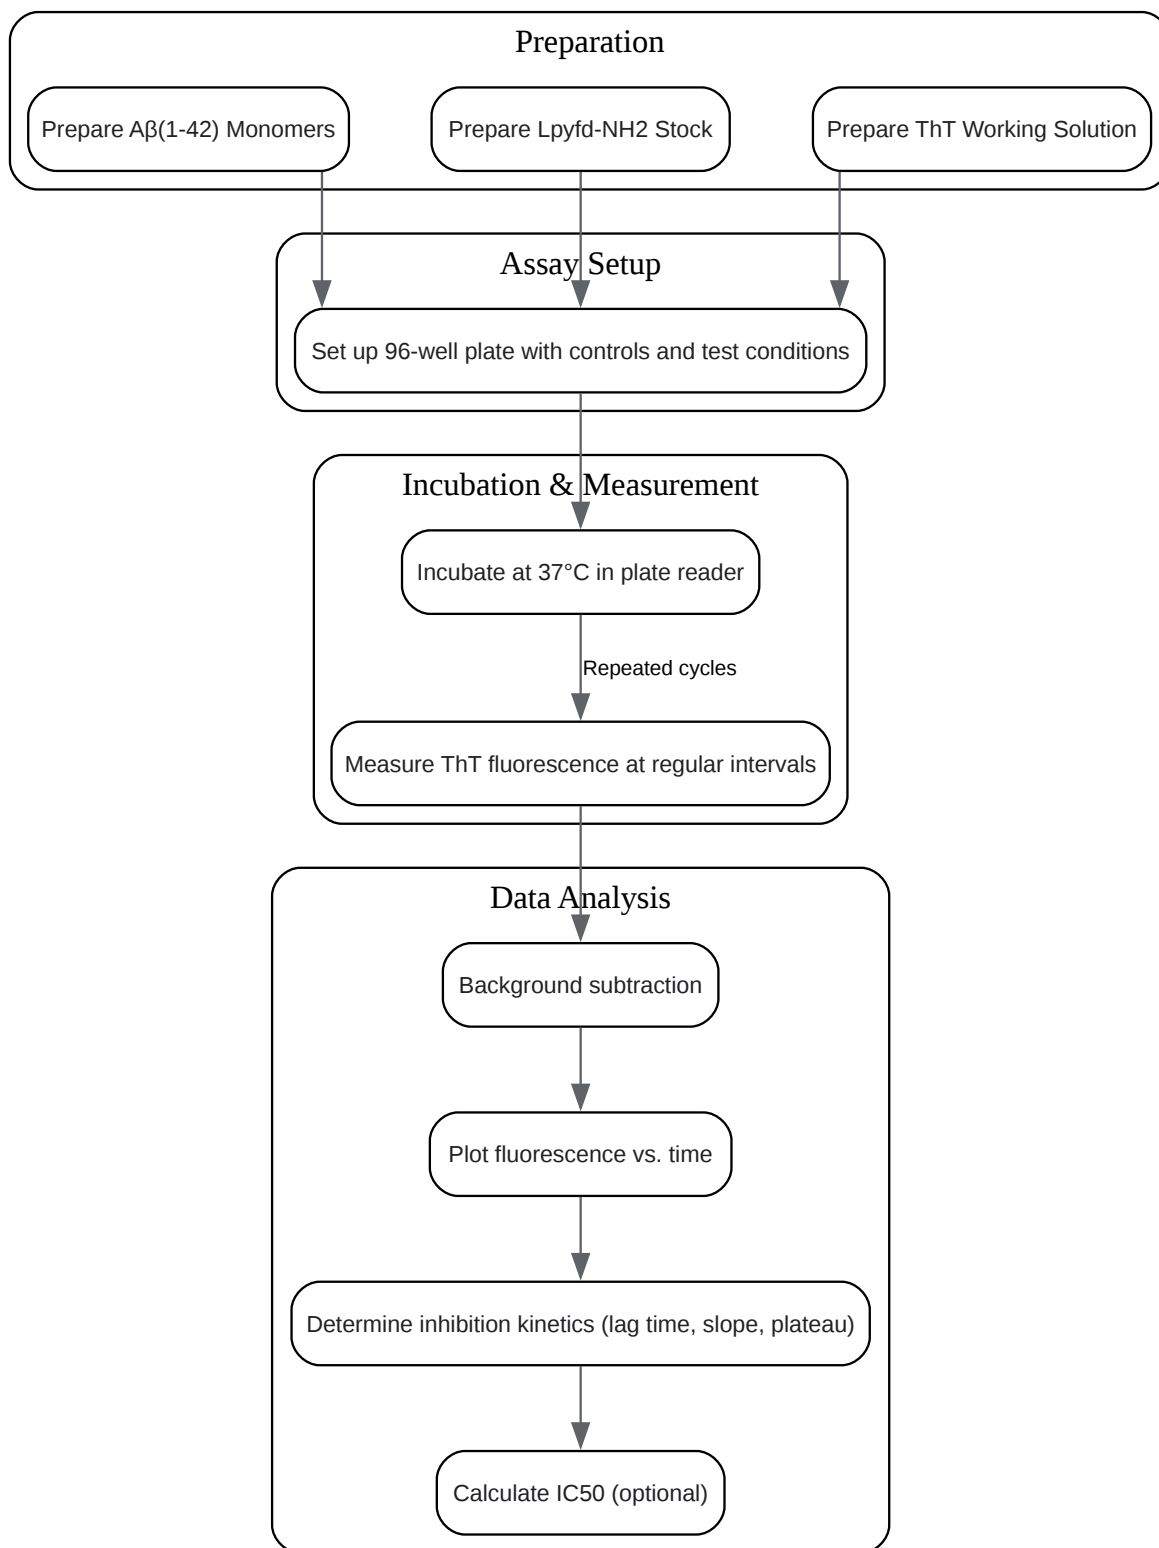 Preparation
Prepare Aβ(1-42) Monomers
Prepare Lpyfd-NH2 Stock
Prepare ThT Working Solution
Assay Setup
Set up 96-well plate with controls and test conditions
Incubation & Measurement
Incubate at 37°C in plate reader
Repeated cycles
Measure ThT fluorescence at regular intervals
Data Analysis
Background subtraction
Plot fluorescence vs. time
Determine inhibition kinetics (lag time, slope, plateau)
Calculate IC50 (optional)